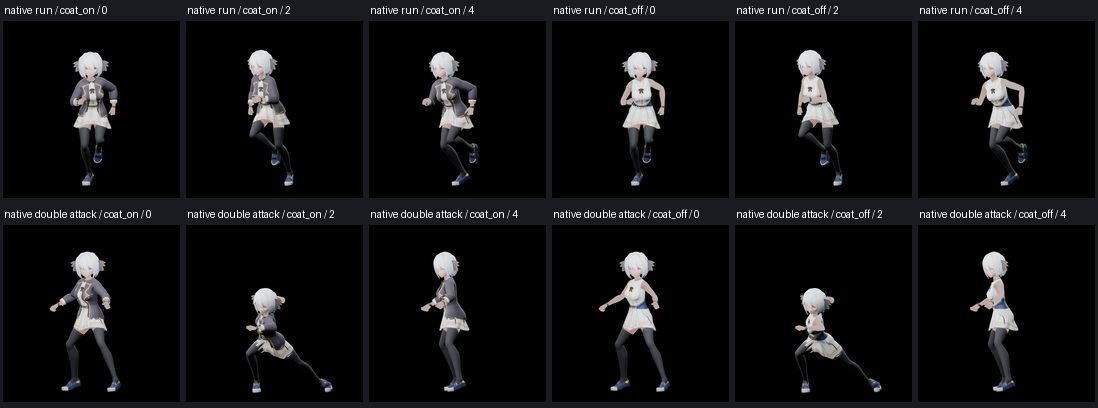 native run / coat_on / 0
native run / coat_on / 2
native run / coat_on / 4
native run / coat_off / 0
native run / coat_off / 2
native run / coat_off / 4
native double attack / coat_on / 0
native double attack / coat_on / 2
native double attack / coat_on / 4
native double attack / coat_off / 0
native double attack / coat_off / 2
native double attack / coat_off / 4